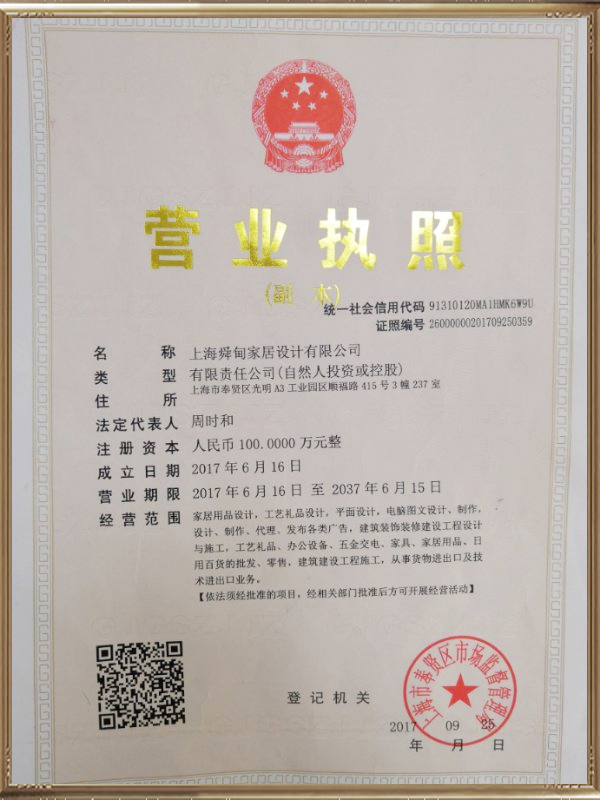 营业执照
(副 本)
统一社会信用代码 91310120MA1HMK6W9U
证照编号 26000000201709250359
名 称 上海舜甸家居设计有限公司
类 型 有限责任公司(自然人投资或控股)
住 所 上海市奉贤区光明A3工业园区顺福路415号3幢237室
法定代表人 周时和
注册资本 人民币100.0000万元整
成立日期 2017年6月16日
营业期限 2017年6月16日 至 2037年6月15日
经营范围 家居用品设计，工艺礼品设计，平面设计，电脑图文设计、制作，
设计、制作、代理、发布各类广告，建筑装饰装修建设工程设计
与施工，工艺礼品、办公设备、五金交电、家具、家居用品、日
用百货的批发、零售，建筑建设工程施工，从事货物进出口及技
术进出口业务。
【依法须经批准的项目，经相关部门批准后方可开展经营活动】
登记机关
上海市奉贤区市场监督管理局
2017 09 25
年 月 日